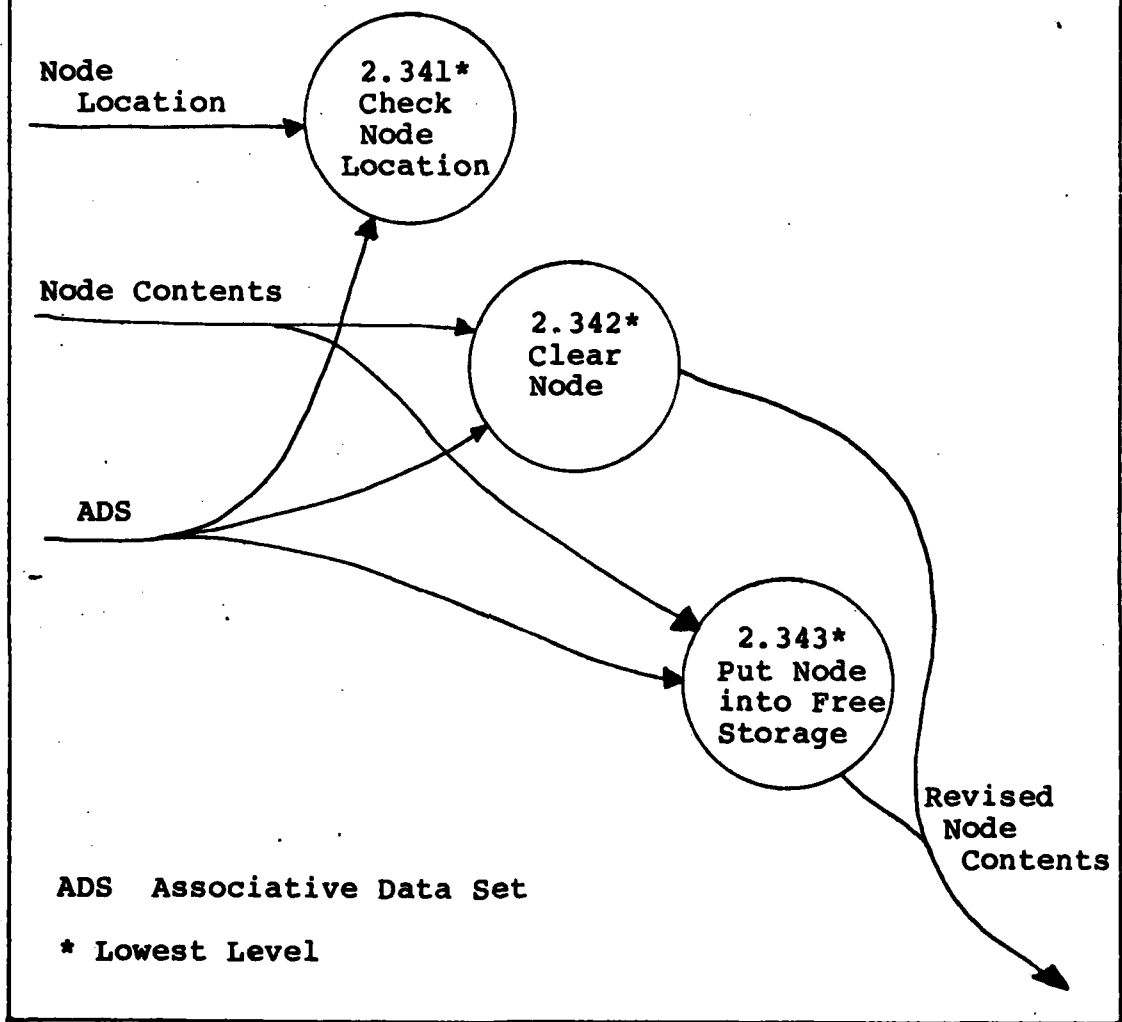 Node
Location
2.341*
Check
Node
Location
Node Contents
2.342*
Clear
Node
ADS
2.343*
Put Node
into Free
Storage
Revised
Node
Contents
ADS Associative Data Set
* Lowest Level